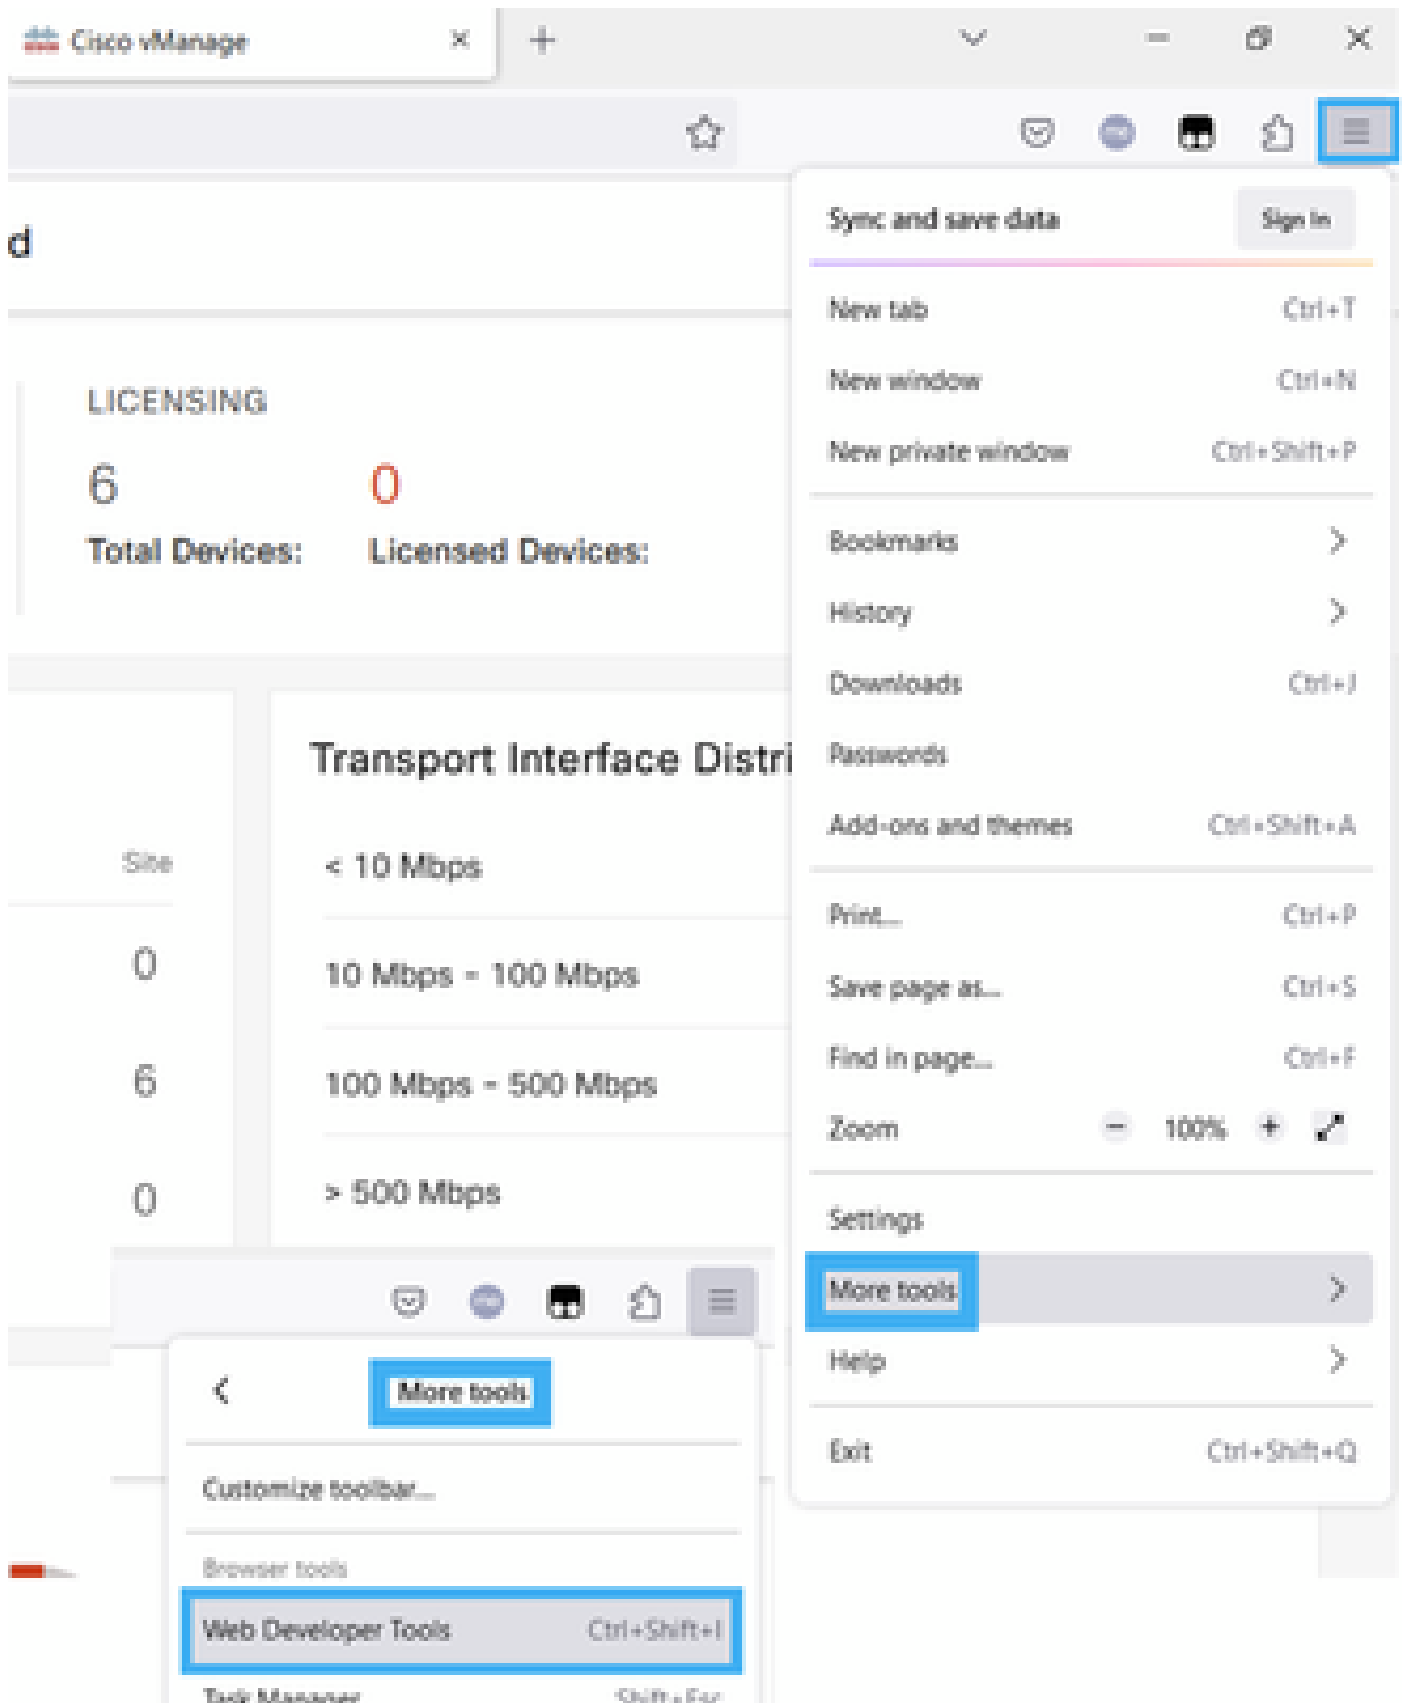 Cisco vManage
d
Sync and save data Sign In
New tab Ctrl+T
New window Ctrl+N
New private window Ctrl+Shift+P
Bookmarks
History
Downloads Ctrl+J
Passwords
Add-ons and themes Ctrl+Shift+A
Print... Ctrl+P
Save page as... Ctrl+S
Find in page... Ctrl+F
Zoom − 100% +
Settings
More tools
Help
Exit Ctrl+Shift+Q
LICENSING
6 0
Total Devices: Licensed Devices:
Site
0
6
0
Transport Interface Distri
< 10 Mbps
10 Mbps - 100 Mbps
100 Mbps - 500 Mbps
> 500 Mbps
More tools
Customize toolbar...
Browser tools
Web Developer Tools Ctrl+Shift+I
Task Manager Shift+Esc